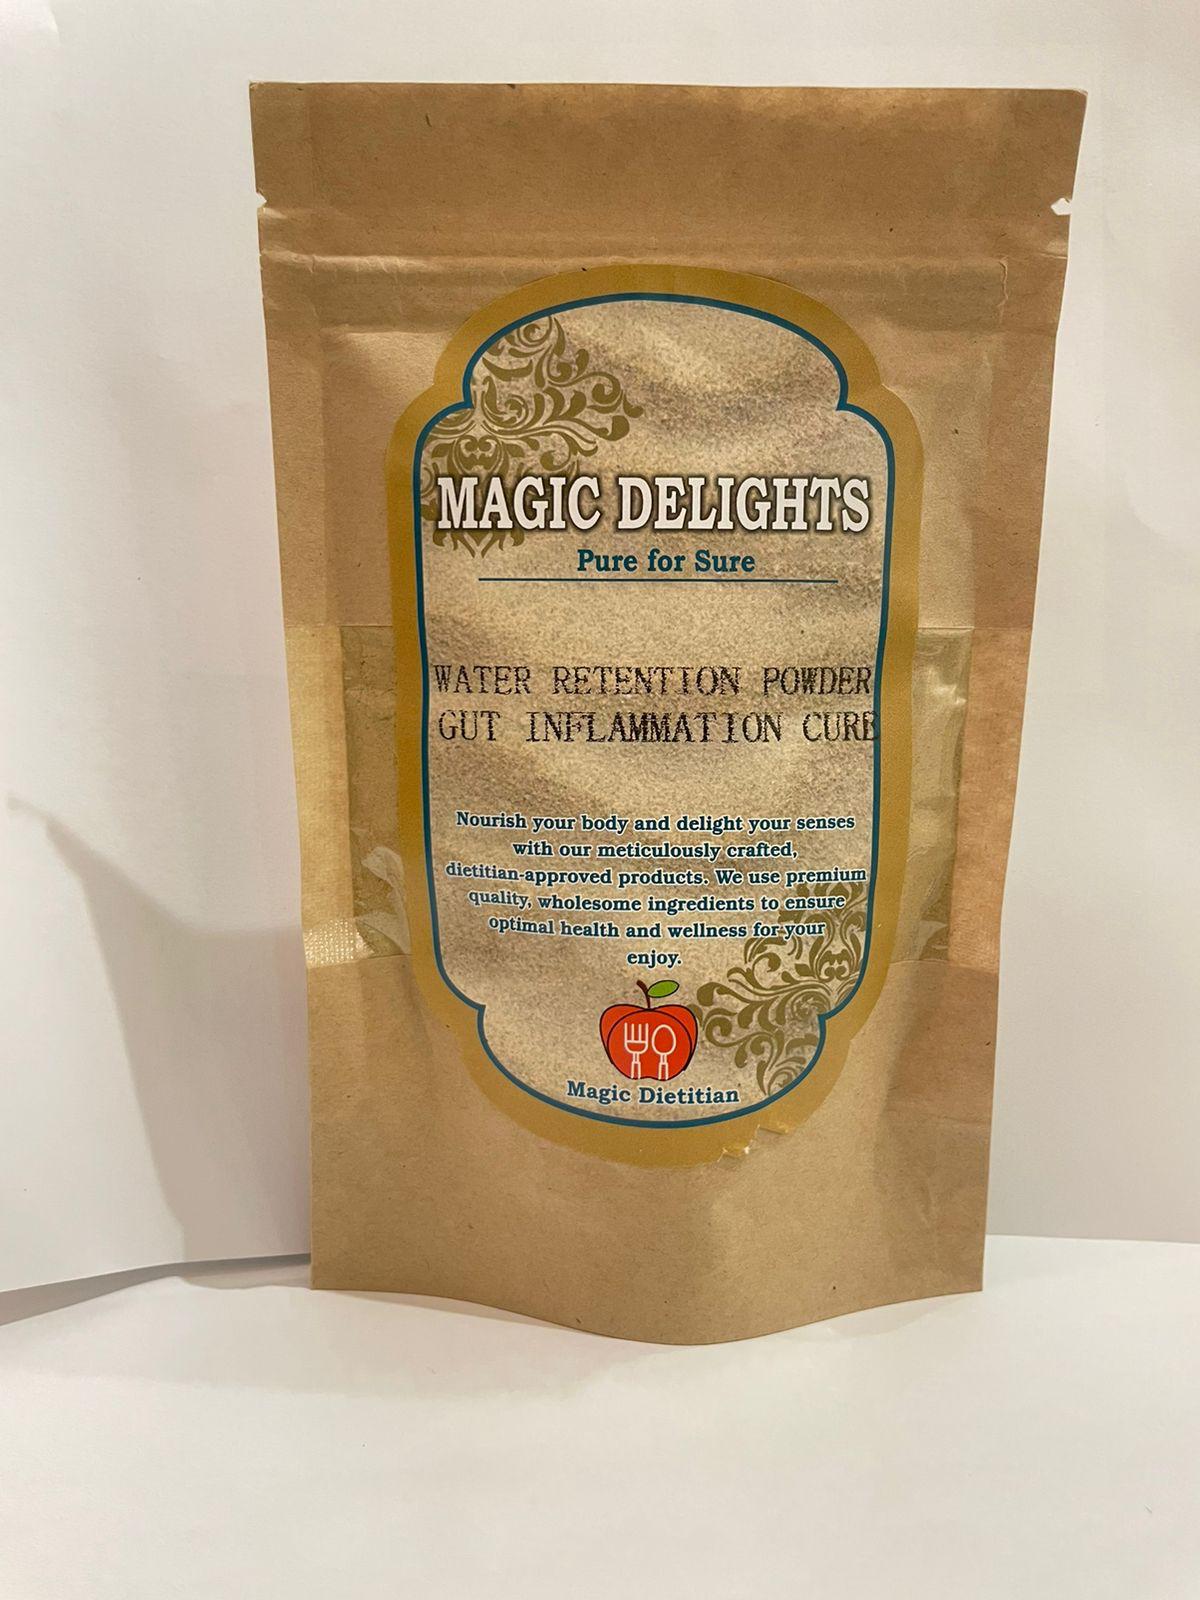 MAGIC DELIGHTS
Pure for Sure
WATER RETENTION POWDER
GUT INFLAMMATION CURE
Nourish your body and delight your senses
with our meticulously crafted,
dietitian-approved products. We use premium
quality, wholesome ingredients to ensure
optimal health and wellness for your
enjoy.
Magic Dietitian